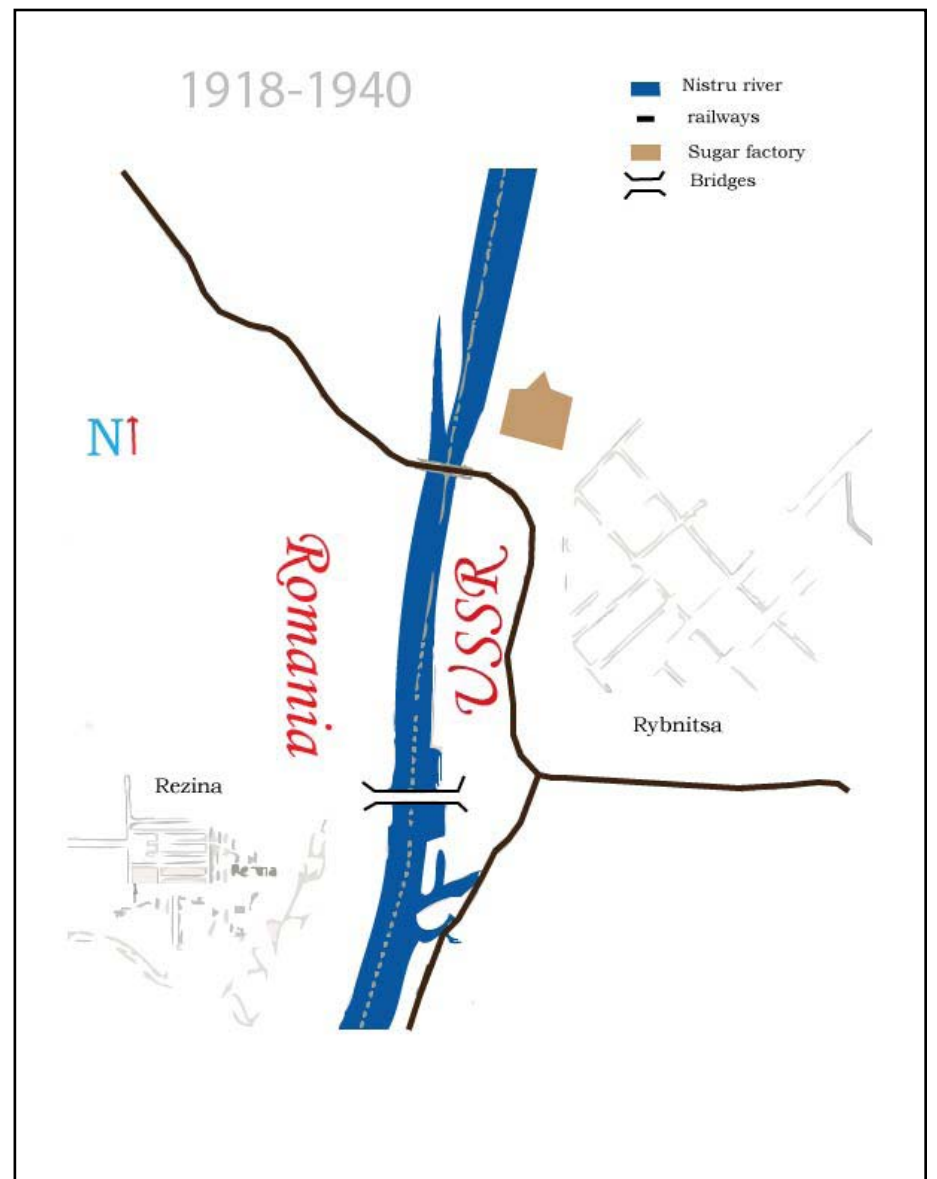 1918-1940
Nistru river
railways
Sugar factory
Bridges
N
Romania
USSR
Rybnitsa
Rezina